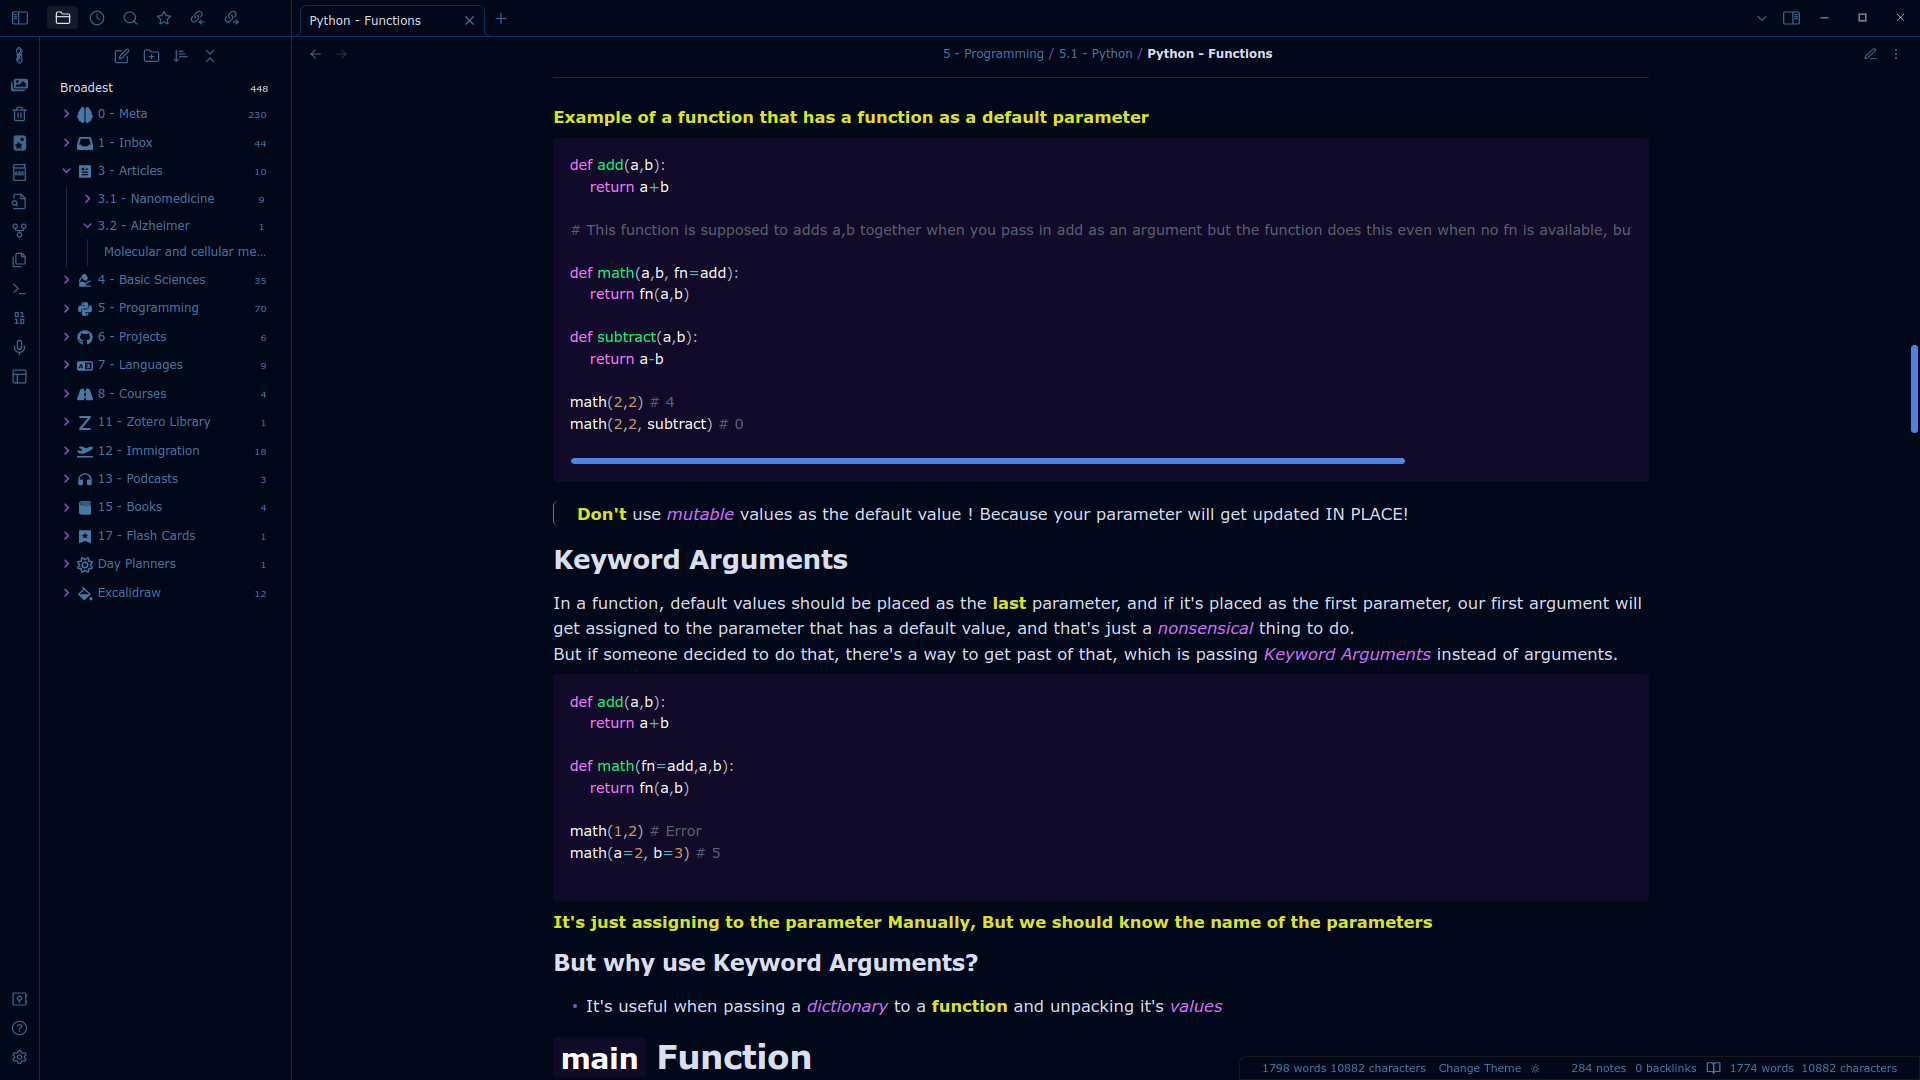 Python - Functions
5 - Programming / 5.1 - Python / Python - Functions
Broadest 448
0 - Meta 230
1 - Inbox 44
3 - Articles 10
3.1 - Nanomedicine 9
3.2 - Alzheimer 1
Molecular and cellular me...
4 - Basic Sciences 35
5 - Programming 70
6 - Projects 6
7 - Languages 9
8 - Courses 4
11 - Zotero Library 1
12 - Immigration 18
13 - Podcasts 3
15 - Books 4
17 - Flash Cards 1
Day Planners 1
Excalidraw 12
Example of a function that has a function as a default parameter
def add(a,b):
return a+b
# This function is supposed to adds a,b together when you pass in add as an argument but the function does this even when no fn is available, bu
def math(a,b, fn=add):
return fn(a,b)
def subtract(a,b):
return a-b
math(2,2) # 4
math(2,2, subtract) # 0
Don't use mutable values as the default value ! Because your parameter will get updated IN PLACE!
Keyword Arguments
In a function, default values should be placed as the last parameter, and if it's placed as the first parameter, our first argument will
get assigned to the parameter that has a default value, and that's just a nonsensical thing to do.
But if someone decided to do that, there's a way to get past of that, which is passing Keyword Arguments instead of arguments.
def add(a,b):
return a+b
def math(fn=add,a,b):
return fn(a,b)
math(1,2) # Error
math(a=2, b=3) # 5
It's just assigning to the parameter Manually, But we should know the name of the parameters
But why use Keyword Arguments?
• It's useful when passing a dictionary to a function and unpacking it's values
main Function
1798 words 10882 characters Change Theme 284 notes 0 backlinks 1774 words 10882 characters